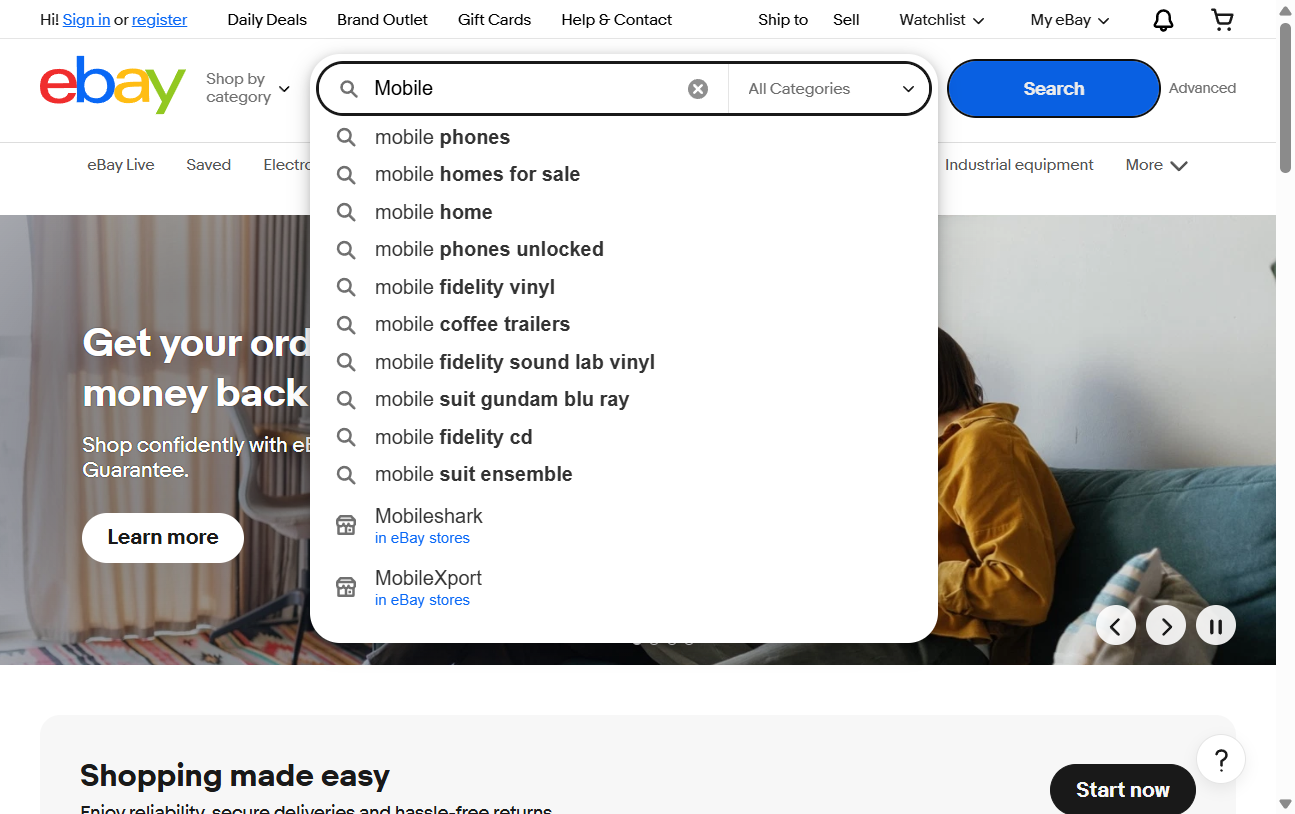 Hi! Sign in or register
Daily Deals
Brand Outlet
Gift Cards
Help & Contact
Ship to
Sell
Watchlist
My eBay
ebay
Shop by
category
Mobile
All Categories
Search
Advanced
eBay Live
Saved
Electro
Industrial equipment
More
mobile phones
mobile homes for sale
mobile home
mobile phones unlocked
mobile fidelity vinyl
mobile coffee trailers
mobile fidelity sound lab vinyl
mobile suit gundam blu ray
mobile fidelity cd
mobile suit ensemble
Mobileshark
in eBay stores
MobileXport
in eBay stores
Get your ord
money back
Shop confidently with eB
Guarantee.
Learn more
Shopping made easy
Enjoy reliability, secure deliveries and hassle-free returns.
Start now
?